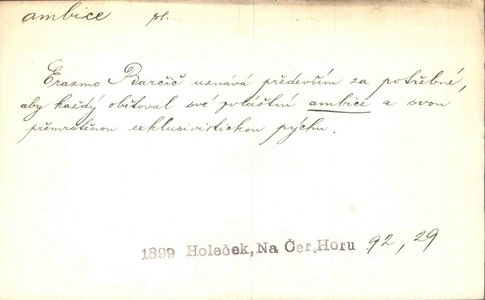 ambice pl.
Erazmo Barčič uznává především za potřebné,
aby každý obětoval své zvláštní ambice a svou
přemrštěnou exklusivistickou pýchu.
1899 Holeček, Na Čer. Horu 92, 29